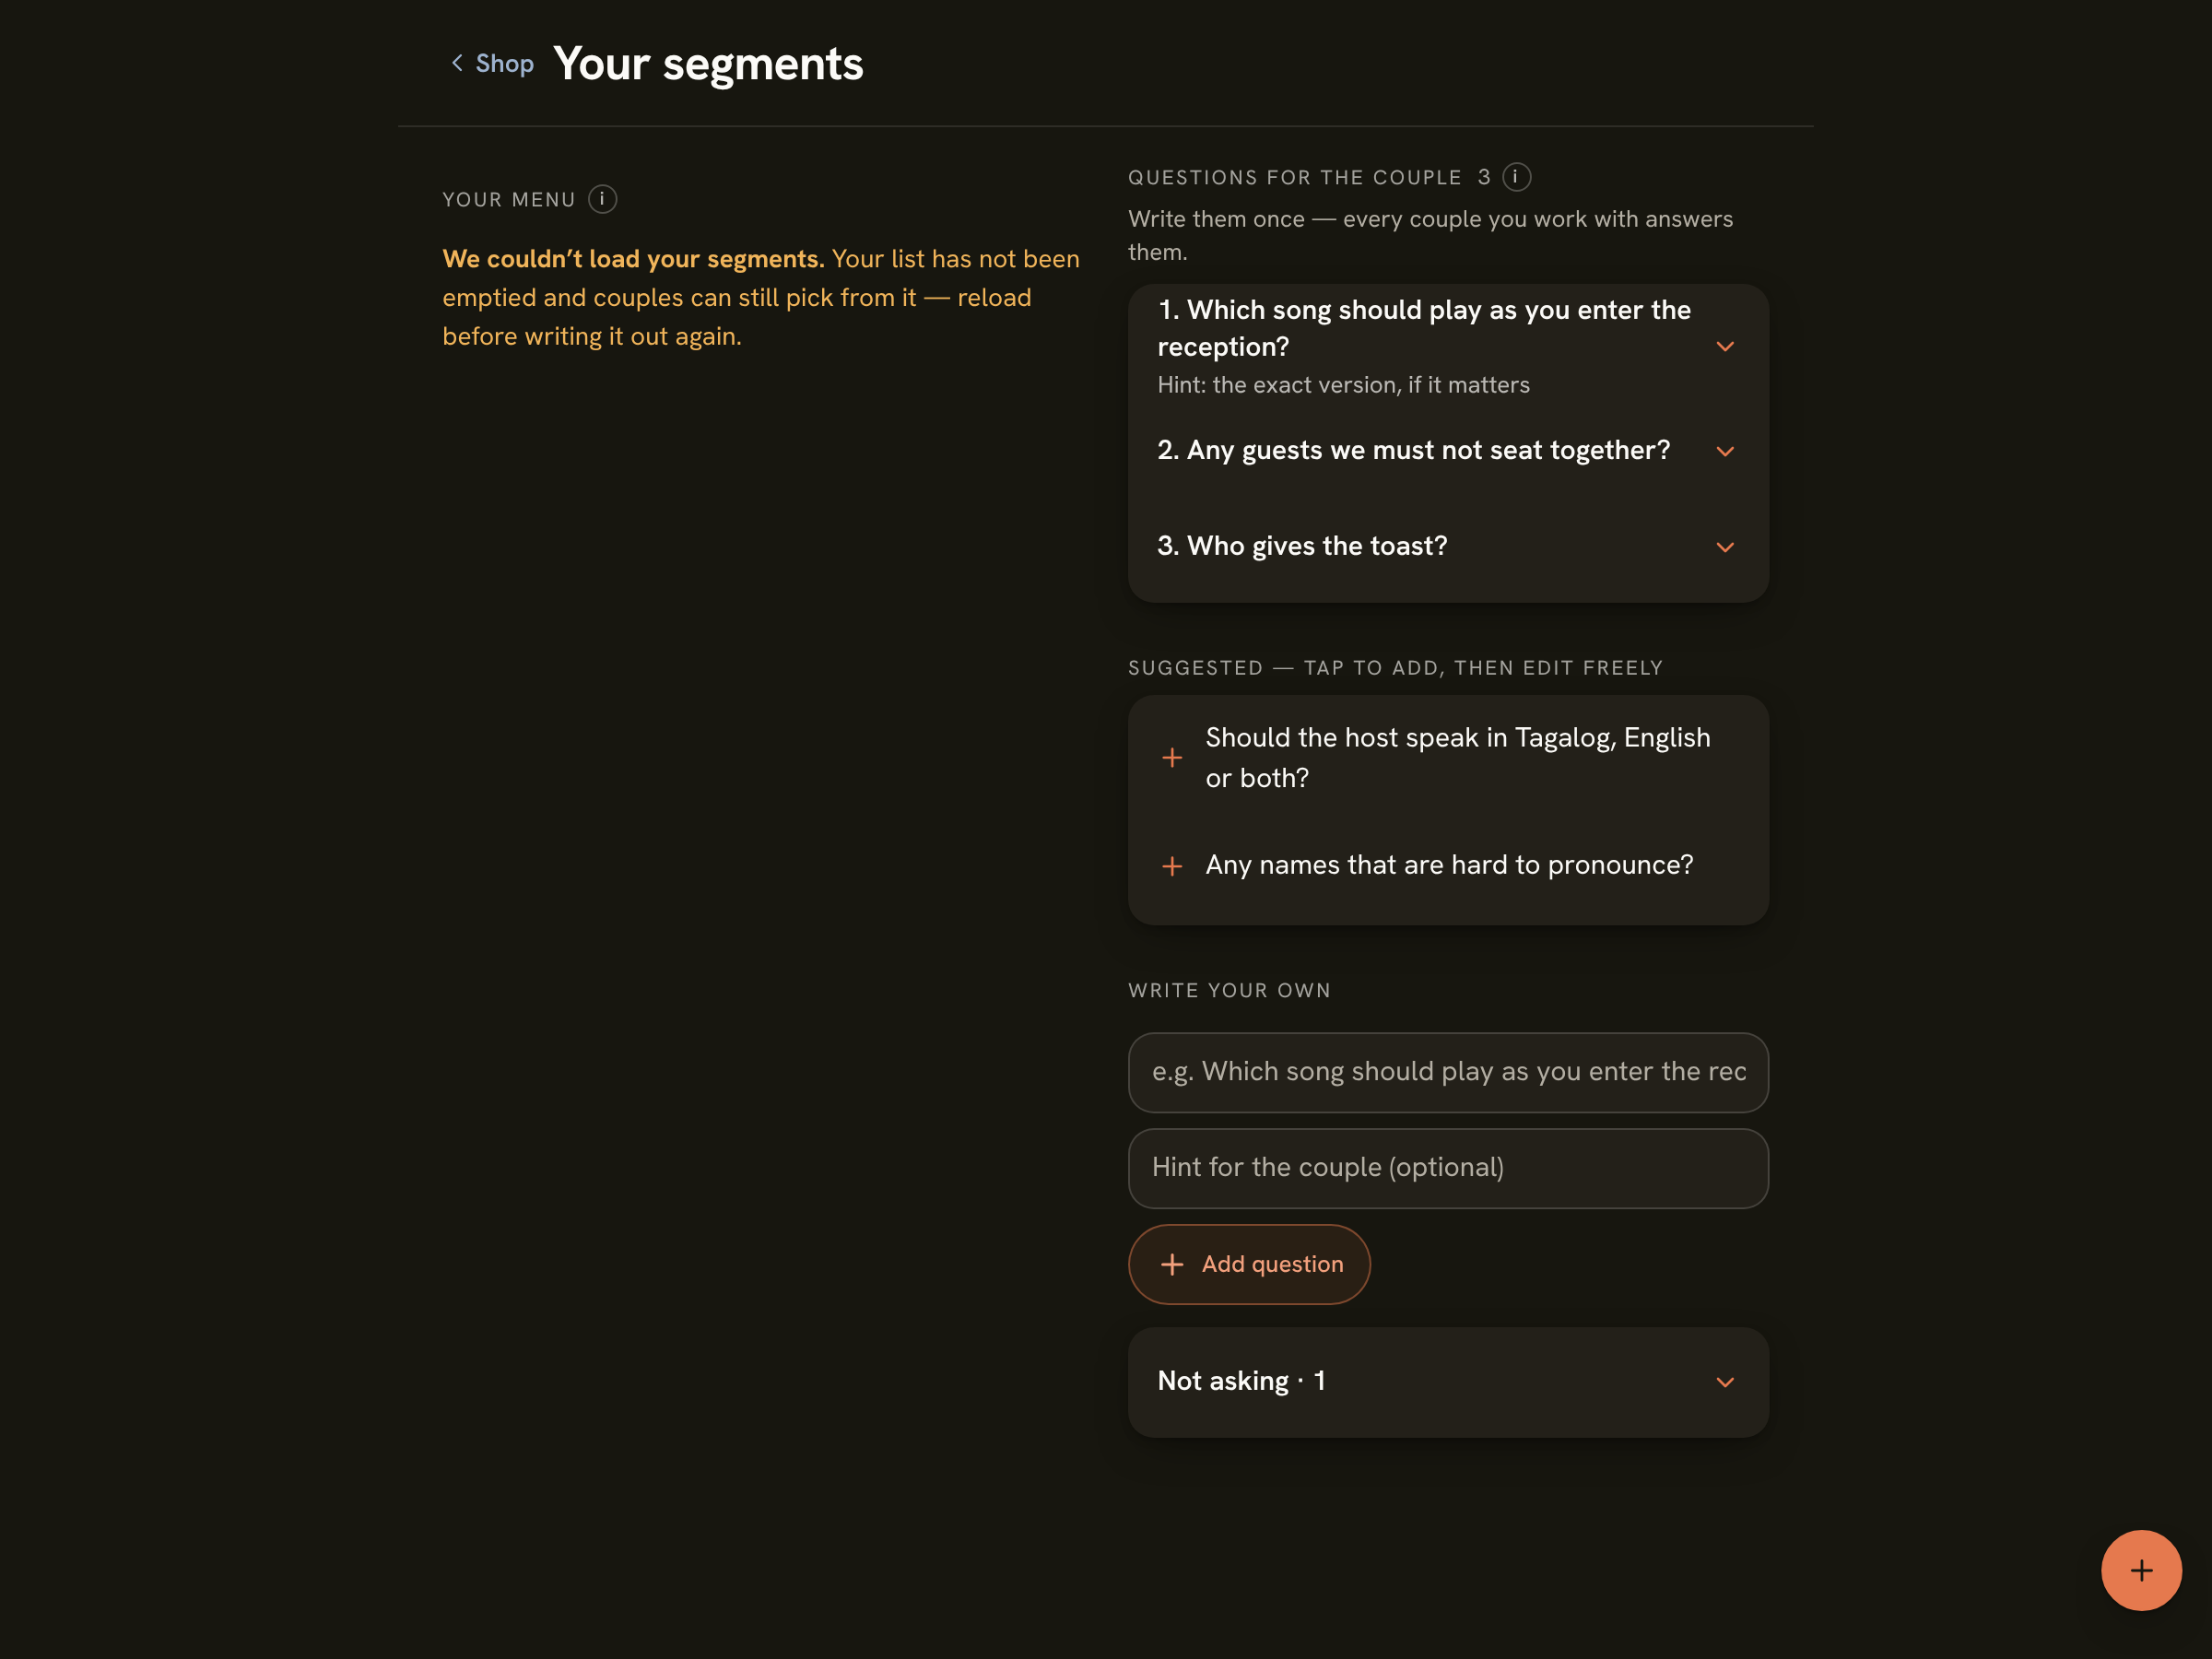 Shop
Your segments
YOUR MENU i
We couldn’t load your segments. Your list has not been
emptied and couples can still pick from it — reload
before writing it out again.
QUESTIONS FOR THE COUPLE 3 i
Write them once — every couple you work with answers
them.
1. Which song should play as you enter the
reception?
Hint: the exact version, if it matters
2. Any guests we must not seat together?
3. Who gives the toast?
SUGGESTED — TAP TO ADD, THEN EDIT FREELY
Should the host speak in Tagalog, English
or both?
Any names that are hard to pronounce?
WRITE YOUR OWN
e.g. Which song should play as you enter the rec
Hint for the couple (optional)
Add question
Not asking · 1